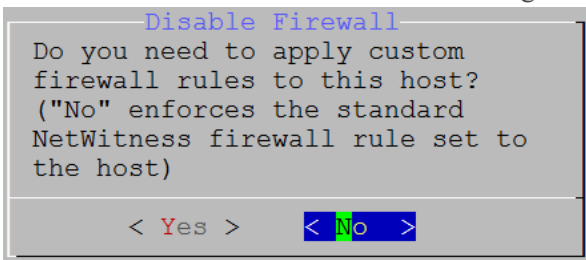 Disable Firewall
Do you need to apply custom
firewall rules to this host?
("No" enforces the standard
NetWitness firewall rule set to
the host)
< Yes > < No >